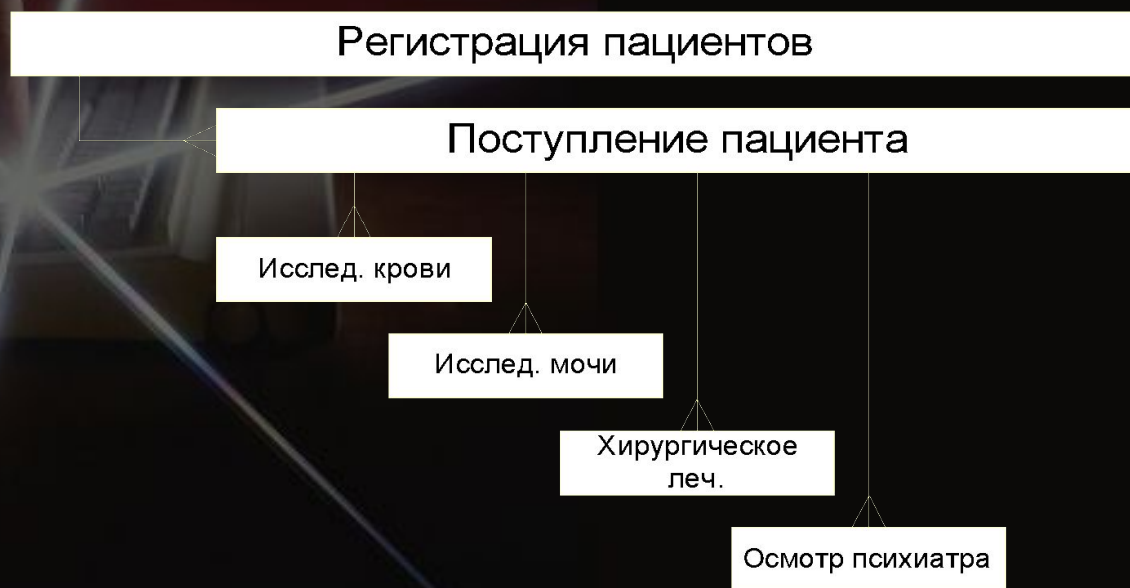 Регистрация пациентов
Поступление пациента
Исслед. крови
Исслед. мочи
Хирургическое
леч.
Осмотр психиатра